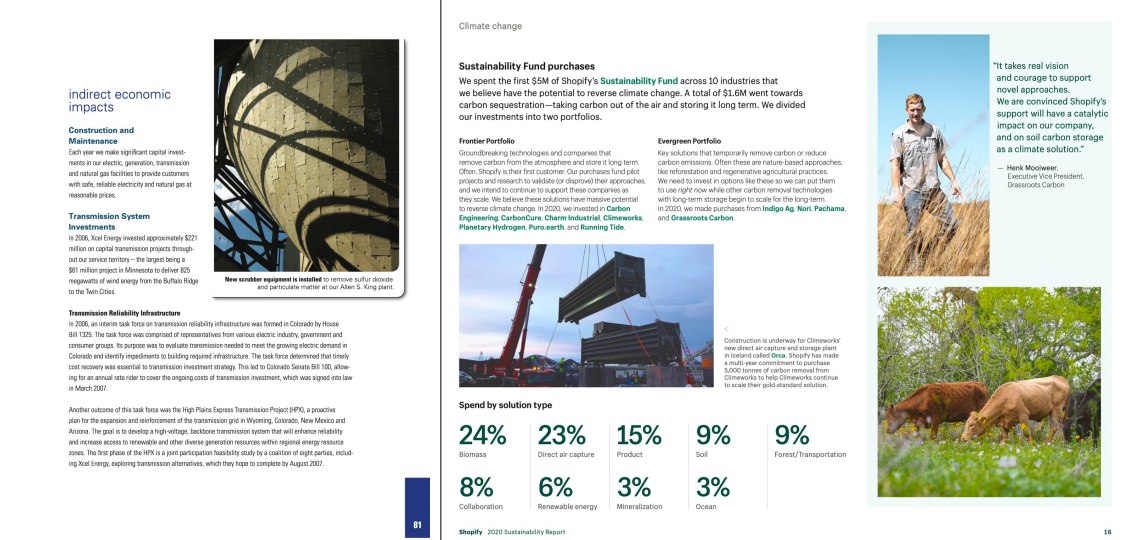 indirect economic
impacts
Construction and
Maintenance
Each year we make significant capital invest-
ments in our electric, generation, transmission
and natural gas facilities to provide customers
with safe, reliable electricity and natural gas at
reasonable prices.
Transmission System
Investments
In 2006, Xcel Energy invested approximately $221
million on capital transmission projects through-
out our service territory – the largest being a
$61 million project in Minnesota to deliver 825
megawatts of wind energy from the Buffalo Ridge
to the Twin Cities.
New scrubber equipment is installed to remove sulfur dioxide
and particulate matter at our Allen S. King plant.
Transmission Reliability Infrastructure
In 2006, an interim task force on transmission reliability infrastructure was formed in Colorado by House
Bill 1325. The task force was comprised of representatives from various electric industry, government and
consumer groups. Its purpose was to evaluate transmission needed to meet the growing electric demand in
Colorado and identify impediments to building required infrastructure. The task force determined that timely
cost recovery was essential to transmission investment strategy. This led to Colorado Senate Bill 100, allow-
ing for an annual rate rider to cover the ongoing costs of transmission investment, which was signed into law
in March 2007.
Another outcome of this task force was the High Plains Express Transmission Project (HPX), a proactive
plan for the expansion and reinforcement of the transmission grid in Wyoming, Colorado, New Mexico and
Arizona. The goal is to develop a high-voltage, backbone transmission system that will enhance reliability
and increase access to renewable and other diverse generation resources within regional energy resource
zones. The first phase of the HPX is a joint participation feasibility study by a coalition of eight parties, includ-
ing Xcel Energy, exploring transmission alternatives, which they hope to complete by August 2007.
81
Climate change
Sustainability Fund purchases
We spent the first $5M of Shopify's Sustainability Fund across 10 industries that
we believe have the potential to reverse climate change. A total of $1.6M went towards
carbon sequestration—taking carbon out of the air and storing it long term. We divided
our investments into two portfolios.
Frontier Portfolio
Groundbreaking technologies and companies that
remove carbon from the atmosphere and store it long term.
Often, Shopify is their first customer. Our purchases fund pilot
projects and research to validate (or disprove) their approaches,
and we intend to continue to support these companies as
they scale. We believe these solutions have massive potential
to reverse climate change. In 2020, we invested in Carbon
Engineering, CarbonCure, Charm Industrial, Climeworks,
Planetary Hydrogen, Puro.earth, and Running Tide.
Evergreen Portfolio
Key solutions that temporarily remove carbon or reduce
carbon emissions. Often these are nature-based approaches,
like reforestation and regenerative agricultural practices.
We need to invest in options like these so we can put them
to use right now while other carbon removal technologies
with long-term storage begin to scale for the long-term.
In 2020, we made purchases from Indigo Ag, Nori, Pachama,
and Grassroots Carbon.
<
Construction is underway for Climeworks'
new direct air capture and storage plant
in Iceland called Orca. Shopify has made
a multi-year commitment to purchase
5,000 tonnes of carbon removal from
Climeworks to help Climeworks continue
to scale their gold-standard solution.
Spend by solution type
24% 23% 15% 9% 9%
Biomass Direct air capture Product Soil Forest/Transportation
8% 6% 3% 3%
Collaboration Renewable energy Mineralization Ocean
"It takes real vision
and courage to support
novel approaches.
We are convinced Shopify's
support will have a catalytic
impact on our company,
and on soil carbon storage
as a climate solution."
— Henk Mooiweer,
Executive Vice President,
Grassroots Carbon
Shopify 2020 Sustainability Report
16